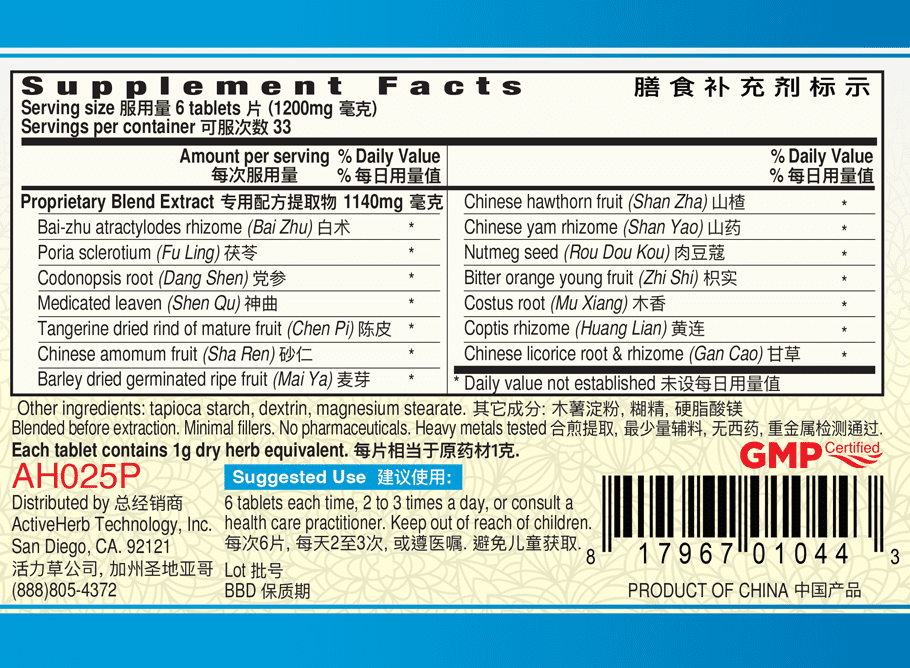 Supplement Facts 膳食补充剂标示
Serving size 服用量 6 tablets 片 (1200mg 毫克)
Servings per container 可服次数 33
Amount per serving % Daily Value
每次服用量 % 每日用量值
% Daily Value
% 每日用量值
Proprietary Blend Extract 专用配方提取物 1140mg 毫克
Bai-zhu atractylodes rhizome (Bai Zhu) 白术 *
Poria sclerotium (Fu Ling) 茯苓 *
Codonopsis root (Dang Shen) 党参 *
Medicated leaven (Shen Qu) 神曲 *
Tangerine dried rind of mature fruit (Chen Pi) 陈皮 *
Chinese amomum fruit (Sha Ren) 砂仁 *
Barley dried germinated ripe fruit (Mai Ya) 麦芽 *
Chinese hawthorn fruit (Shan Zha) 山楂 *
Chinese yam rhizome (Shan Yao) 山药 *
Nutmeg seed (Rou Dou Kou) 肉豆蔻 *
Bitter orange young fruit (Zhi Shi) 枳实 *
Costus root (Mu Xiang) 木香 *
Coptis rhizome (Huang Lian) 黄连 *
Chinese licorice root & rhizome (Gan Cao) 甘草 *
* Daily value not established 未设每日用量值
Other ingredients: tapioca starch, dextrin, magnesium stearate. 其它成分: 木薯淀粉, 糊精, 硬脂酸镁
Blended before extraction. Minimal fillers. No pharmaceuticals. Heavy metals tested 合煎提取, 最少量辅料, 无西药, 重金属检测通过.
Each tablet contains 1g dry herb equivalent. 每片相当于原药材1克.
AH025P
Distributed by 总经销商
ActiveHerb Technology, Inc.
San Diego, CA. 92121
活力草公司, 加州圣地亚哥
(888)805-4372
Suggested Use 建议使用:
6 tablets each time, 2 to 3 times a day, or consult a
health care practitioner. Keep out of reach of children.
每次6片, 每天2至3次, 或遵医嘱. 避免儿童获取.
Lot 批号
BBD 保质期
GMP Certified
8 17967 01044 3
PRODUCT OF CHINA 中国产品